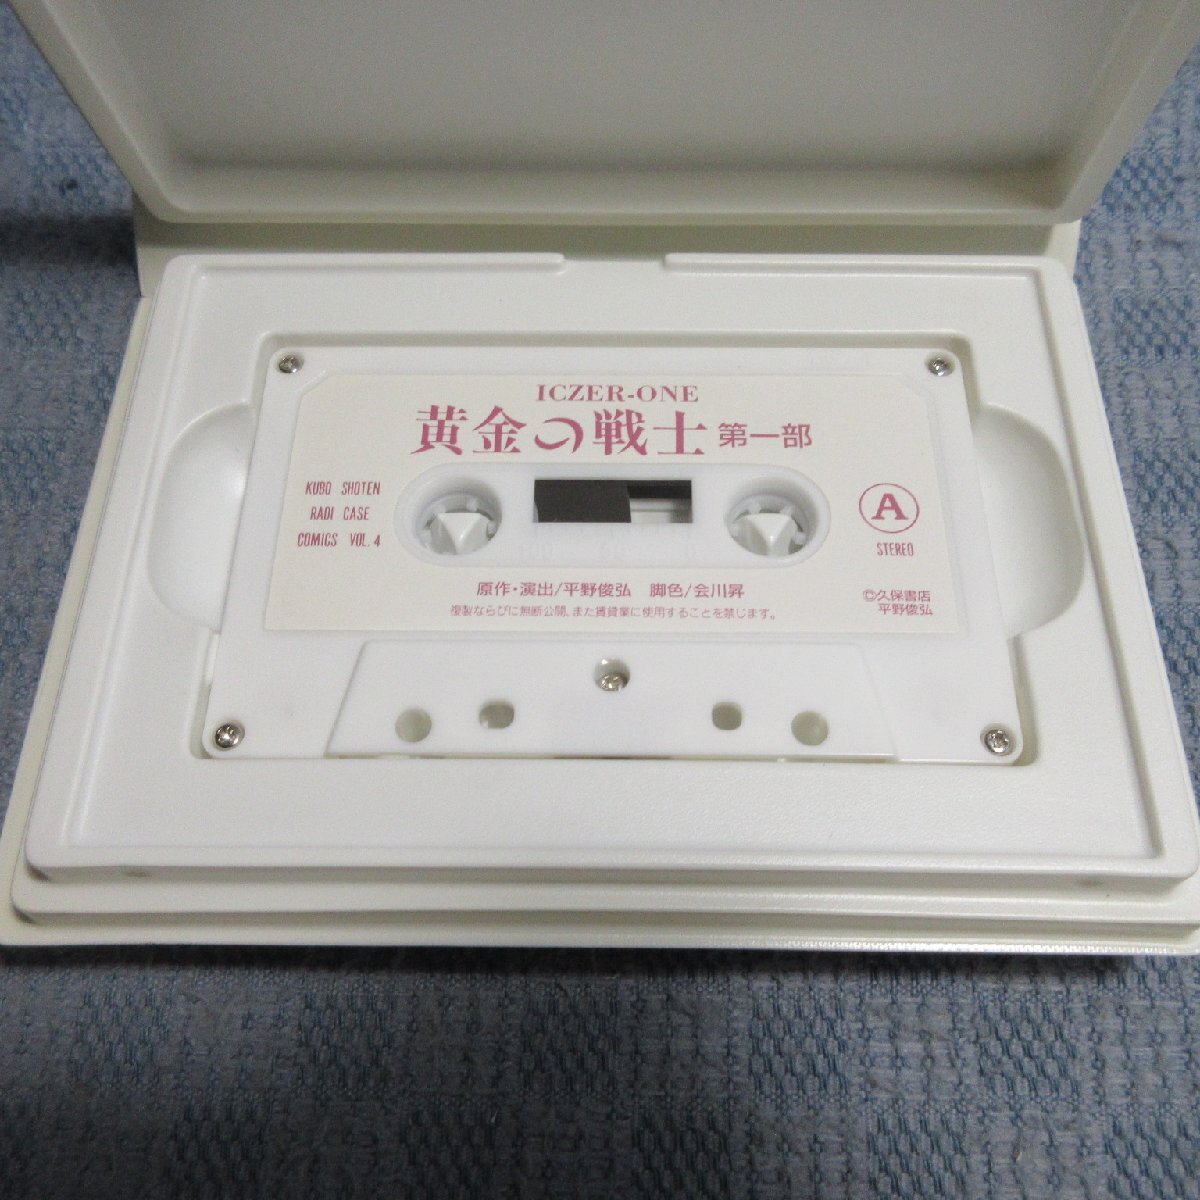 ICZER-ONE
黄金の戦士 第一部
KUBO SHOTEN
RADI CASE
COMICS VOL. 4
A
STEREO
原作・演出/平野俊弘 脚色/会川昇
複製ならびに無断公開、また賃貸業に使用することを禁じます。
©久保書店
平野俊弘